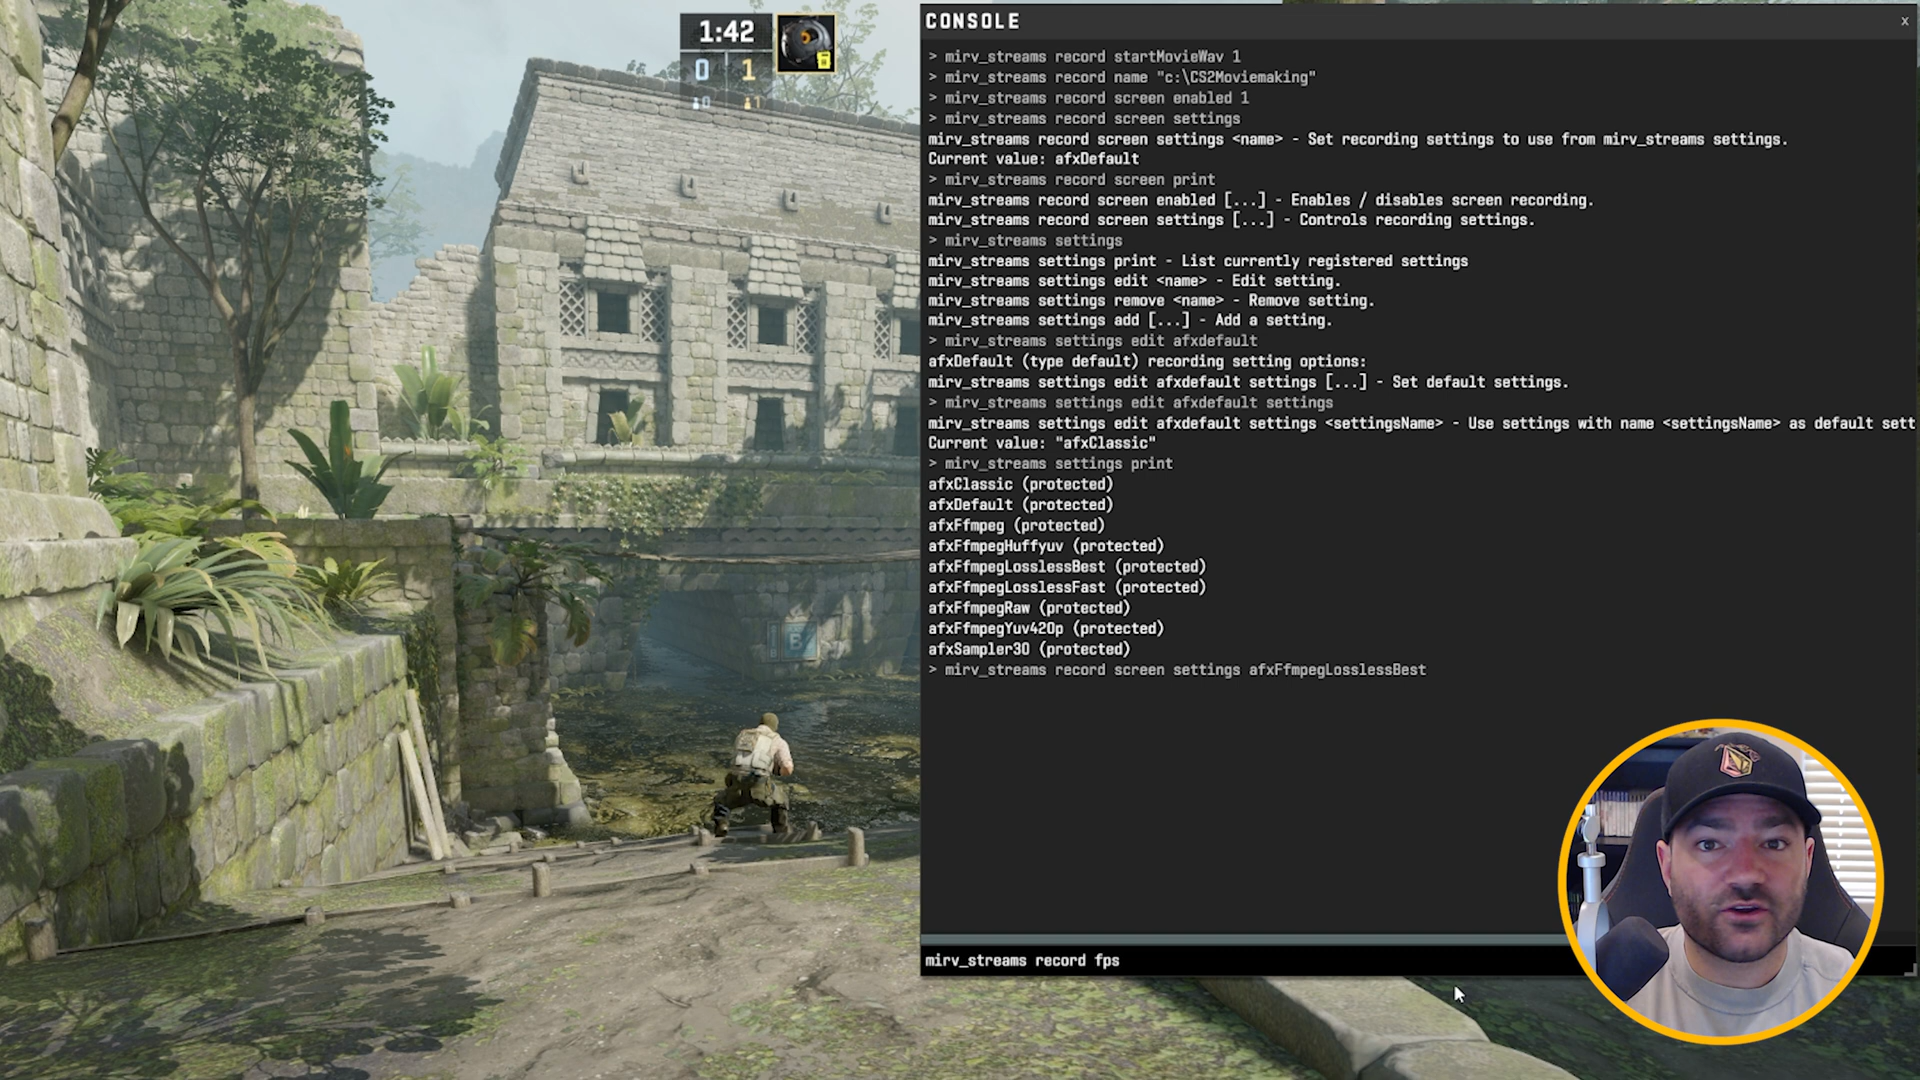 1:42
0 1
0 1
CONSOLE
x
> mirv_streams record startMovieWav 1
> mirv_streams record name "c:\CS2Moviemaking"
> mirv_streams record screen enabled 1
> mirv_streams record screen settings
mirv_streams record screen settings <name> - Set recording settings to use from mirv_streams settings.
Current value: afxDefault
> mirv_streams record screen print
mirv_streams record screen enabled [...] - Enables / disables screen recording.
mirv_streams record screen settings [...] - Controls recording settings.
> mirv_streams settings
mirv_streams settings print - List currently registered settings
mirv_streams settings edit <name> - Edit setting.
mirv_streams settings remove <name> - Remove setting.
mirv_streams settings add [...] - Add a setting.
> mirv_streams settings edit afxdefault
afxDefault (type default) recording setting options:
mirv_streams settings edit afxdefault settings [...] - Set default settings.
> mirv_streams settings edit afxdefault settings
mirv_streams settings edit afxdefault settings <settingsName> - Use settings with name <settingsName> as default sett
Current value: "afxClassic"
> mirv_streams settings print
afxClassic (protected)
afxDefault (protected)
afxFfmpeg (protected)
afxFfmpegHuffyuv (protected)
afxFfmpegLosslessBest (protected)
afxFfmpegLosslessFast (protected)
afxFfmpegRaw (protected)
afxFfmpegYuv420p (protected)
afxSampler30 (protected)
> mirv_streams record screen settings afxFfmpegLosslessBest
mirv_streams record fps